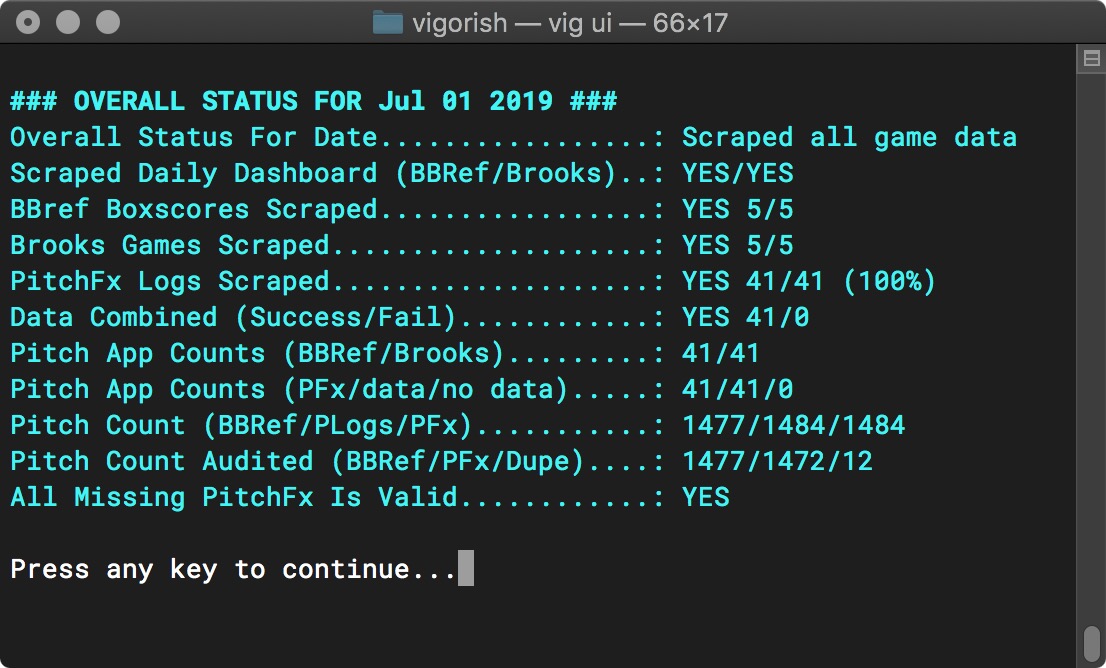 vigorish — vig ui — 66×17
### OVERALL STATUS FOR Jul 01 2019 ###
Overall Status For Date.................: Scraped all game data
Scraped Daily Dashboard (BBRef/Brooks)..: YES/YES
BBref Boxscores Scraped.................: YES 5/5
Brooks Games Scraped....................: YES 5/5
PitchFx Logs Scraped....................: YES 41/41 (100%)
Data Combined (Success/Fail)............: YES 41/0
Pitch App Counts (BBRef/Brooks).........: 41/41
Pitch App Counts (PFx/data/no data).....: 41/41/0
Pitch Count (BBRef/PLogs/PFx)...........: 1477/1484/1484
Pitch Count Audited (BBRef/PFx/Dupe)....: 1477/1472/12
All Missing PitchFx Is Valid............: YES
Press any key to continue...